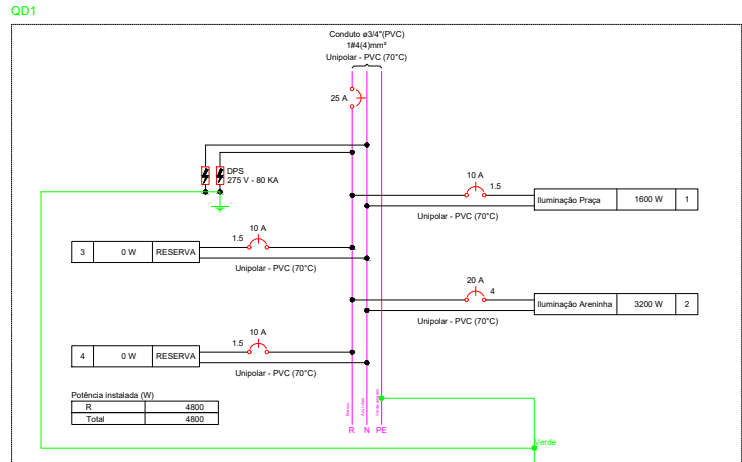 QD1
Conduto ø3/4"(PVC)
1#4(4)mm²
Unipolar - PVC (70°C)
25 A
DPS
275 V - 80 KA
10 A
1.5
Iluminação Praça 1600 W 1
Unipolar - PVC (70°C)
10 A
1.5
3 0 W RESERVA
Unipolar - PVC (70°C)
20 A
4
Iluminação Areninha 3200 W 2
Unipolar - PVC (70°C)
10 A
1.5
4 0 W RESERVA
Unipolar - PVC (70°C)
Potência instalada (W)
R 4800
Total 4800
R N PE
Verde